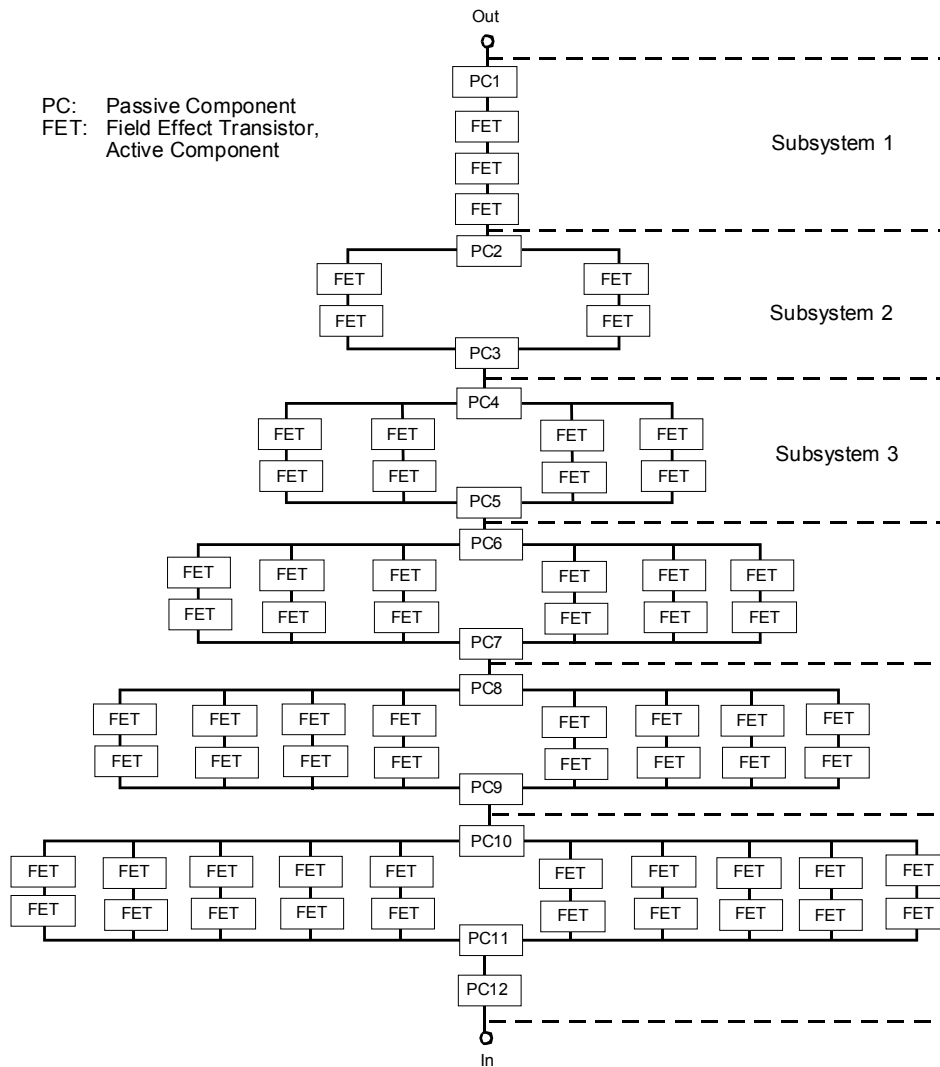 Out
PC1
PC: Passive Component
FET: Field Effect Transistor,
Active Component
FET
FET
FET
Subsystem 1
PC2
FET FET
FET FET
Subsystem 2
PC3
PC4
FET FET FET FET
FET FET FET FET
Subsystem 3
PC5
PC6
FET FET FET FET FET FET
FET FET FET FET FET FET
PC7
PC8
FET FET FET FET FET FET FET FET
FET FET FET FET FET FET FET FET
PC9
PC10
FET FET FET FET FET FET FET FET FET FET
FET FET FET FET FET FET FET FET FET FET
PC11
PC12
In